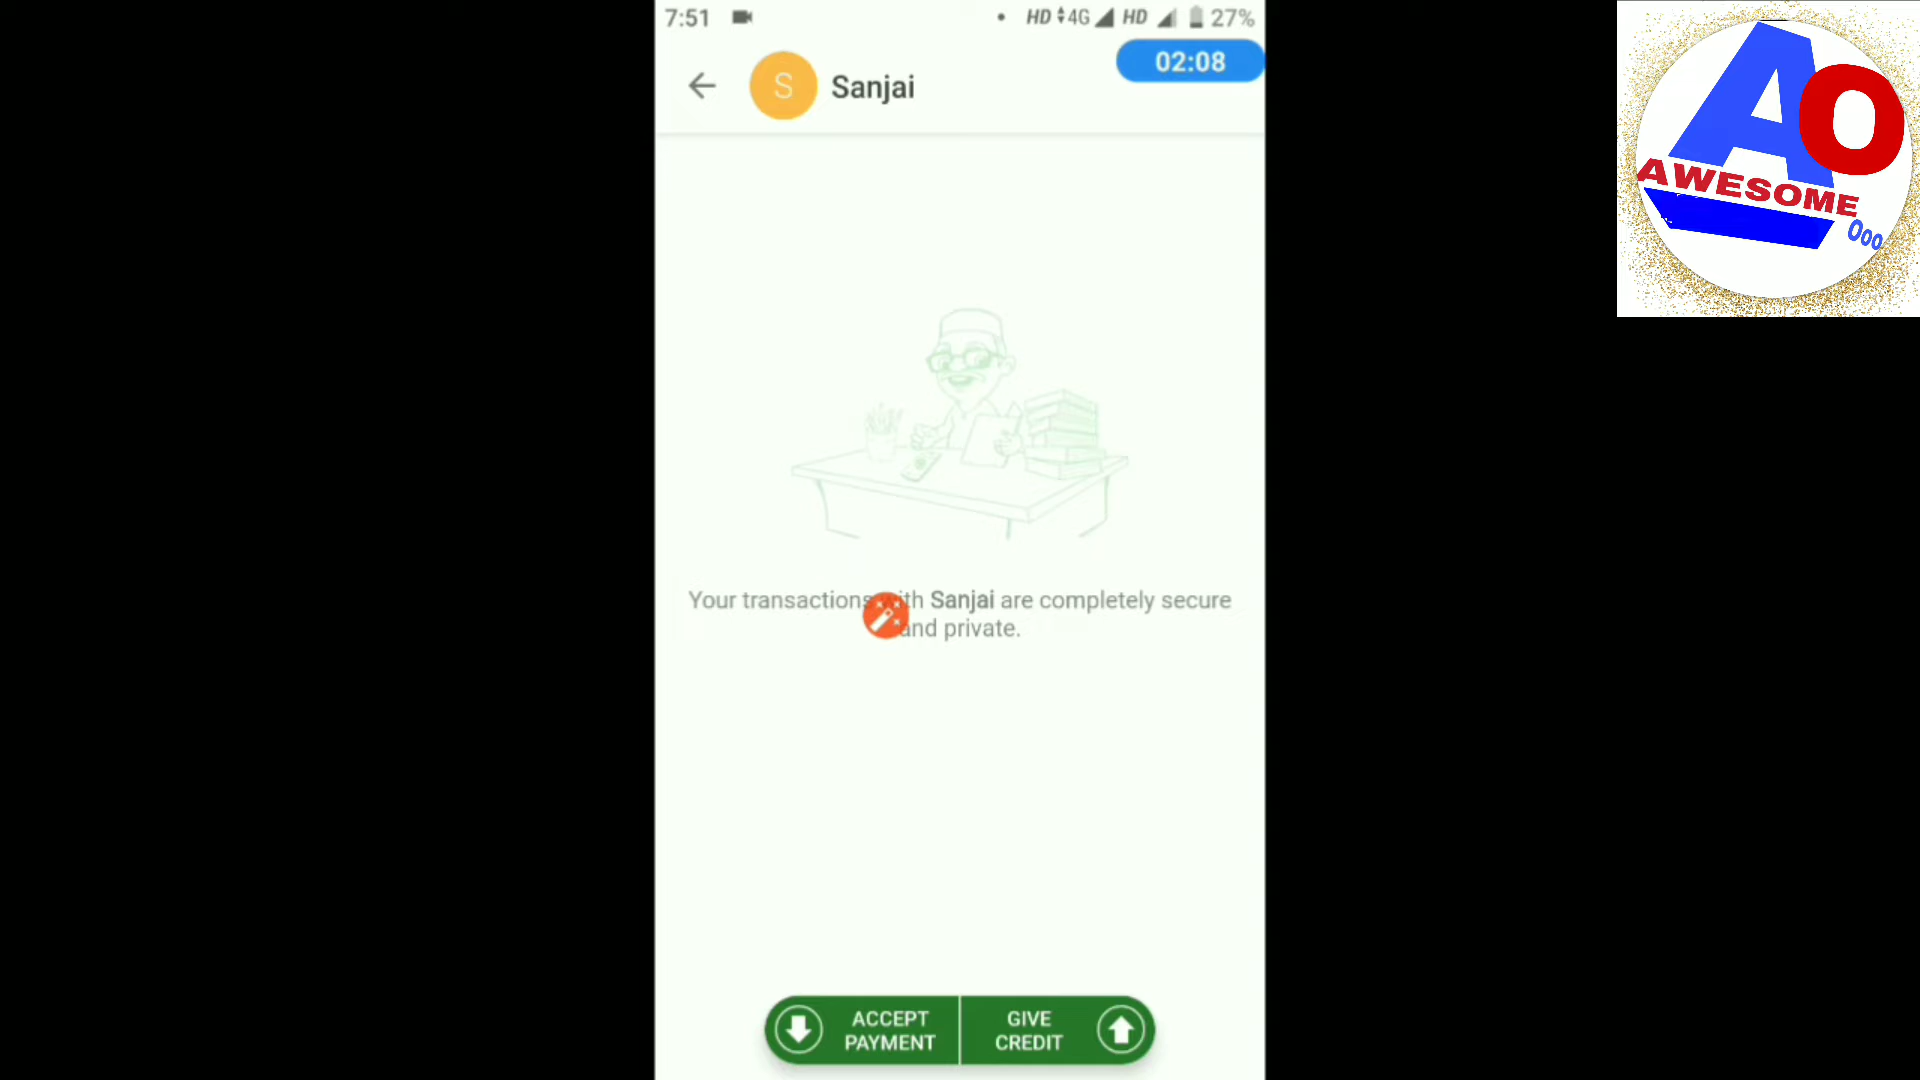 7:51 HD 4G HD 27%
02:08
S Sanjai
AO
AWESOME
Ooo
Your transactions with Sanjai are completely secure
and private.
ACCEPT
PAYMENT
GIVE
CREDIT